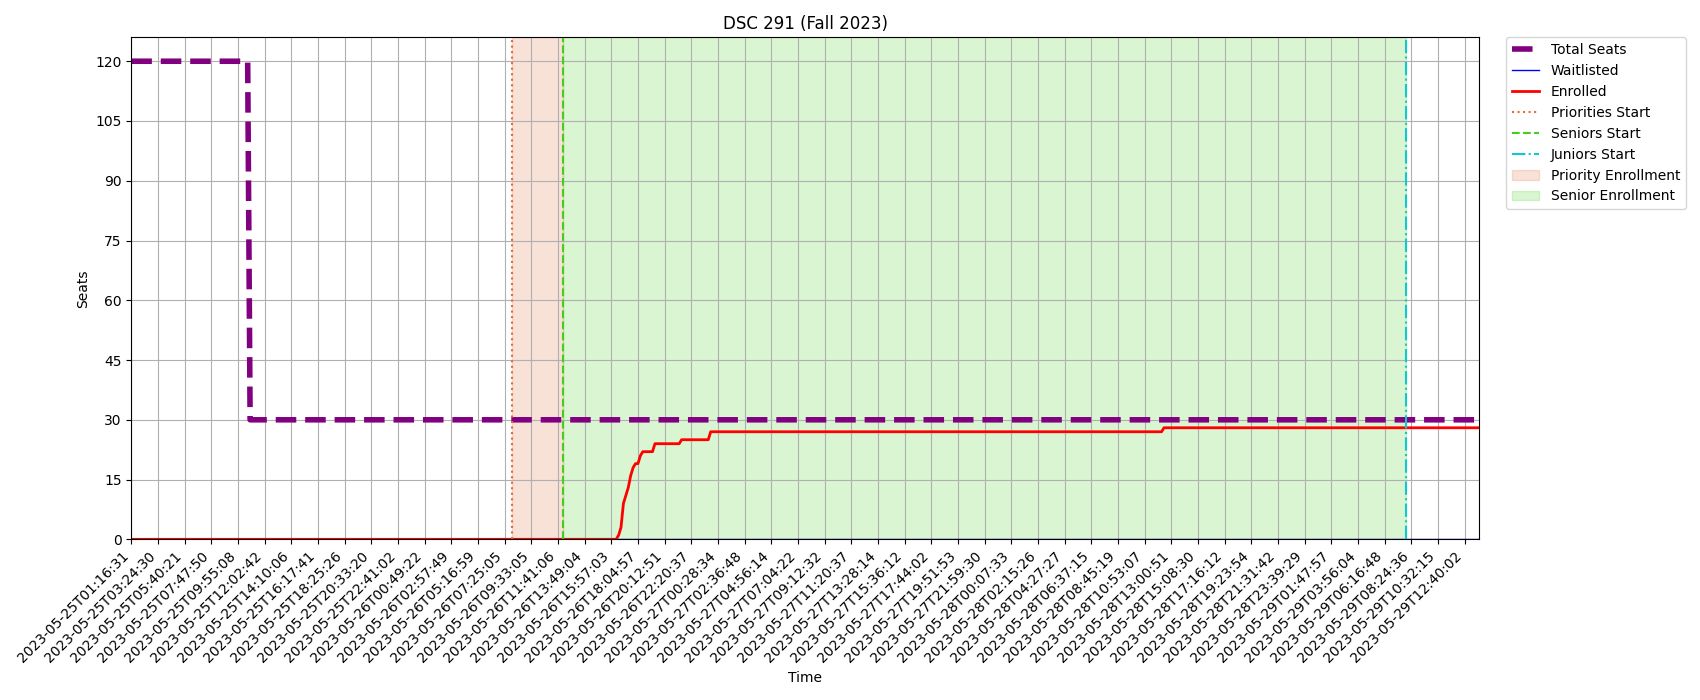 DSC 291 (Fall 2023)
Total Seats
Waitlisted
Enrolled
Priorities Start
Seniors Start
Juniors Start
Priority Enrollment
Senior Enrollment
Seats
120
105
90
75
60
45
30
15
0
2023-05-25T01:16:31
2023-05-25T03:24:30
2023-05-25T05:40:21
2023-05-25T07:47:50
2023-05-25T09:55:08
2023-05-25T12:02:42
2023-05-25T14:10:06
2023-05-25T16:17:41
2023-05-25T18:25:26
2023-05-25T20:33:20
2023-05-25T22:41:02
2023-05-26T00:49:22
2023-05-26T02:57:49
2023-05-26T05:16:59
2023-05-26T07:25:05
2023-05-26T09:33:05
2023-05-26T11:41:06
2023-05-26T13:49:04
2023-05-26T15:57:03
2023-05-26T18:04:57
2023-05-26T20:12:51
2023-05-26T22:20:37
2023-05-27T00:28:34
2023-05-27T02:36:48
2023-05-27T04:56:14
2023-05-27T07:04:22
2023-05-27T09:12:32
2023-05-27T11:20:37
2023-05-27T13:28:14
2023-05-27T15:36:12
2023-05-27T17:44:02
2023-05-27T19:51:53
2023-05-27T21:59:30
2023-05-28T00:07:33
2023-05-28T02:15:26
2023-05-28T04:27:27
2023-05-28T06:37:15
2023-05-28T08:45:19
2023-05-28T10:53:07
2023-05-28T13:00:51
2023-05-28T15:08:30
2023-05-28T17:16:12
2023-05-28T19:23:54
2023-05-28T21:31:42
2023-05-28T23:39:29
2023-05-29T01:47:57
2023-05-29T03:56:04
2023-05-29T06:16:48
2023-05-29T08:24:36
2023-05-29T10:32:15
2023-05-29T12:40:02
Time